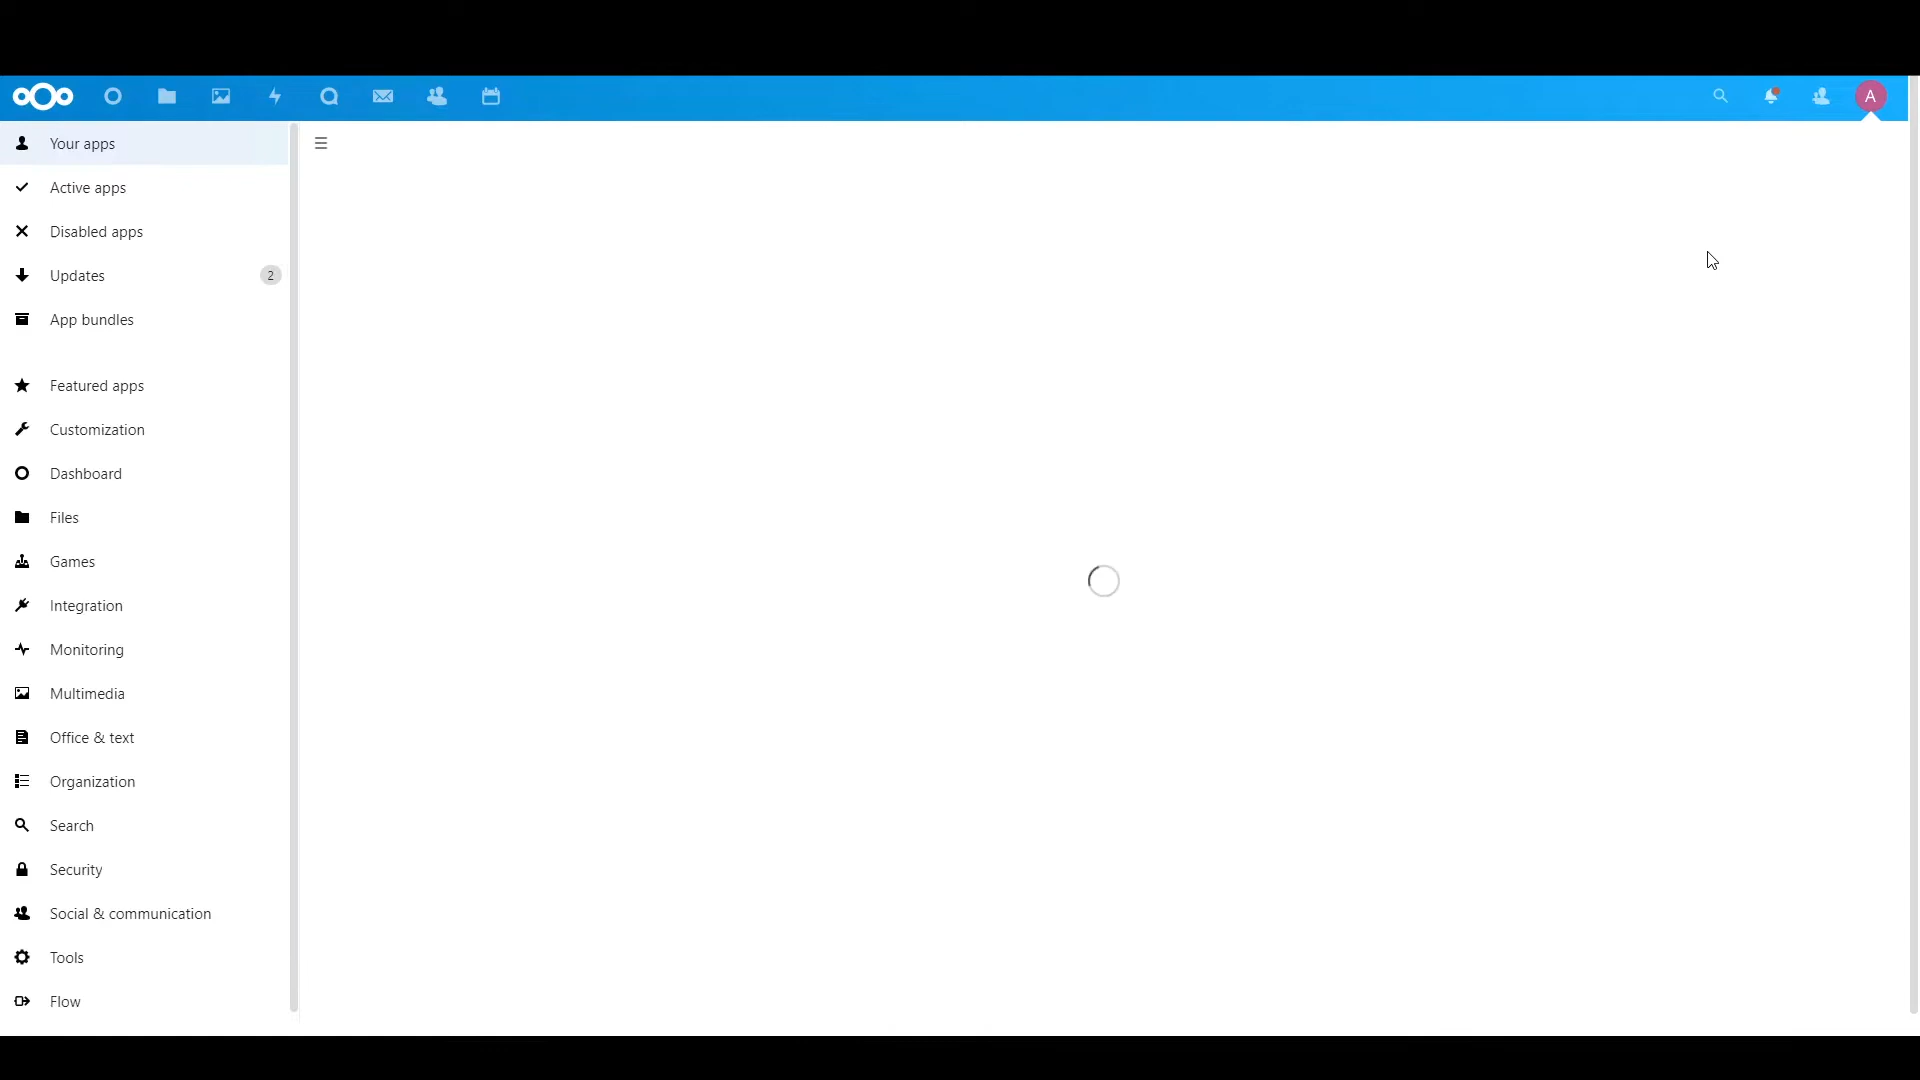 A
Your apps
Active apps
Disabled apps
Updates 2
App bundles
Featured apps
Customization
Dashboard
Files
Games
Integration
Monitoring
Multimedia
Office & text
Organization
Search
Security
Social & communication
Tools
Flow